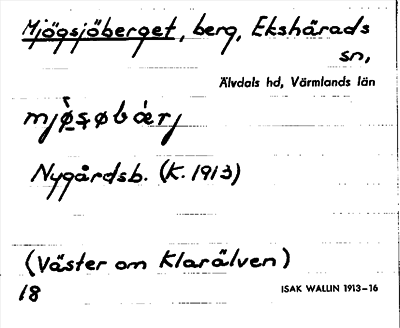 Mjögsjöberget, berg, Ekshärads
sn,
Älvdals hd, Värmlands län
mjø̀ʂøbǽrj
Nygårdsb. (K. 1913)
(Väster om Klarälven)
18
ISAK WALLIN 1913–16